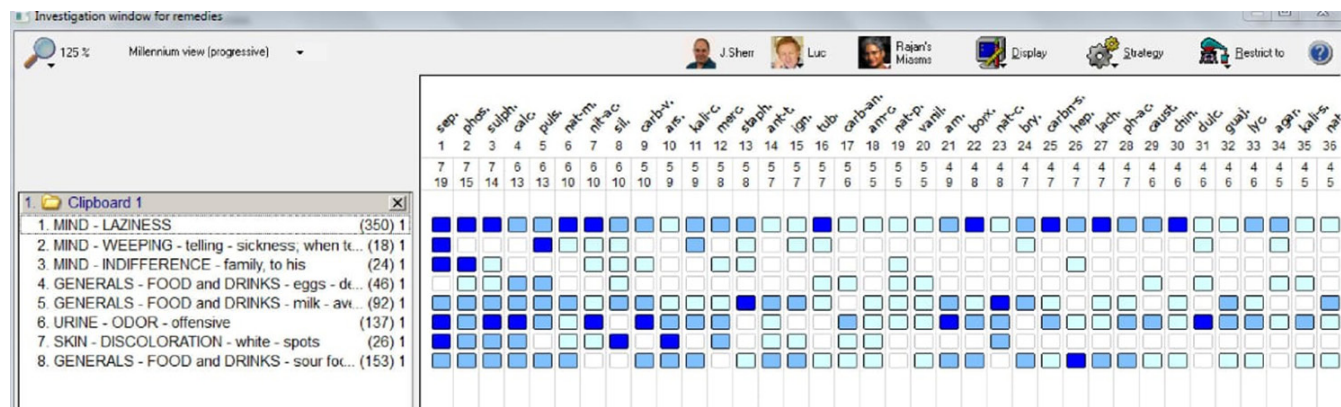 Investigation window for remedies
125 % Millennium view (progressive) J.Sherr Luc Rajan's Miasms Display Strategy Restrict to ?
sep. phos. sulph. calc. puls. nat-m. nit-ac. sil. carb-v. ars. kali-c. merc. staph. ant-t. ign. tub. carb-an. am-c. nat-p. vanil. arn. borx. nat-c. bry. carbn-s. hep. lach. ph-ac. caust. chin. dulc. guaj. lyc. agar. kali-s. nat
1 2 3 4 5 6 7 8 9 10 11 12 13 14 15 16 17 18 19 20 21 22 23 24 25 26 27 28 29 30 31 32 33 34 35 36
7 7 7 6 6 6 6 6 5 5 5 5 5 5 5 5 5 5 5 5 4 4 4 4 4 4 4 4 4 4 4 4 4 4 4 4
19 15 14 13 13 10 10 10 10 9 9 8 8 7 7 7 6 5 5 5 9 8 8 7 7 7 7 7 6 6 6 6 6 5 5 5
1. Clipboard 1 X
1. MIND - LAZINESS (350) 1
2. MIND - WEEPING - telling - sickness; when te... (18) 1
3. MIND - INDIFFERENCE - family, to his (24) 1
4. GENERALS - FOOD and DRINKS - eggs - de... (46) 1
5. GENERALS - FOOD and DRINKS - milk - ave... (92) 1
6. URINE - ODOR - offensive (137) 1
7. SKIN - DISCOLORATION - white - spots (26) 1
8. GENERALS - FOOD and DRINKS - sour foo... (153) 1